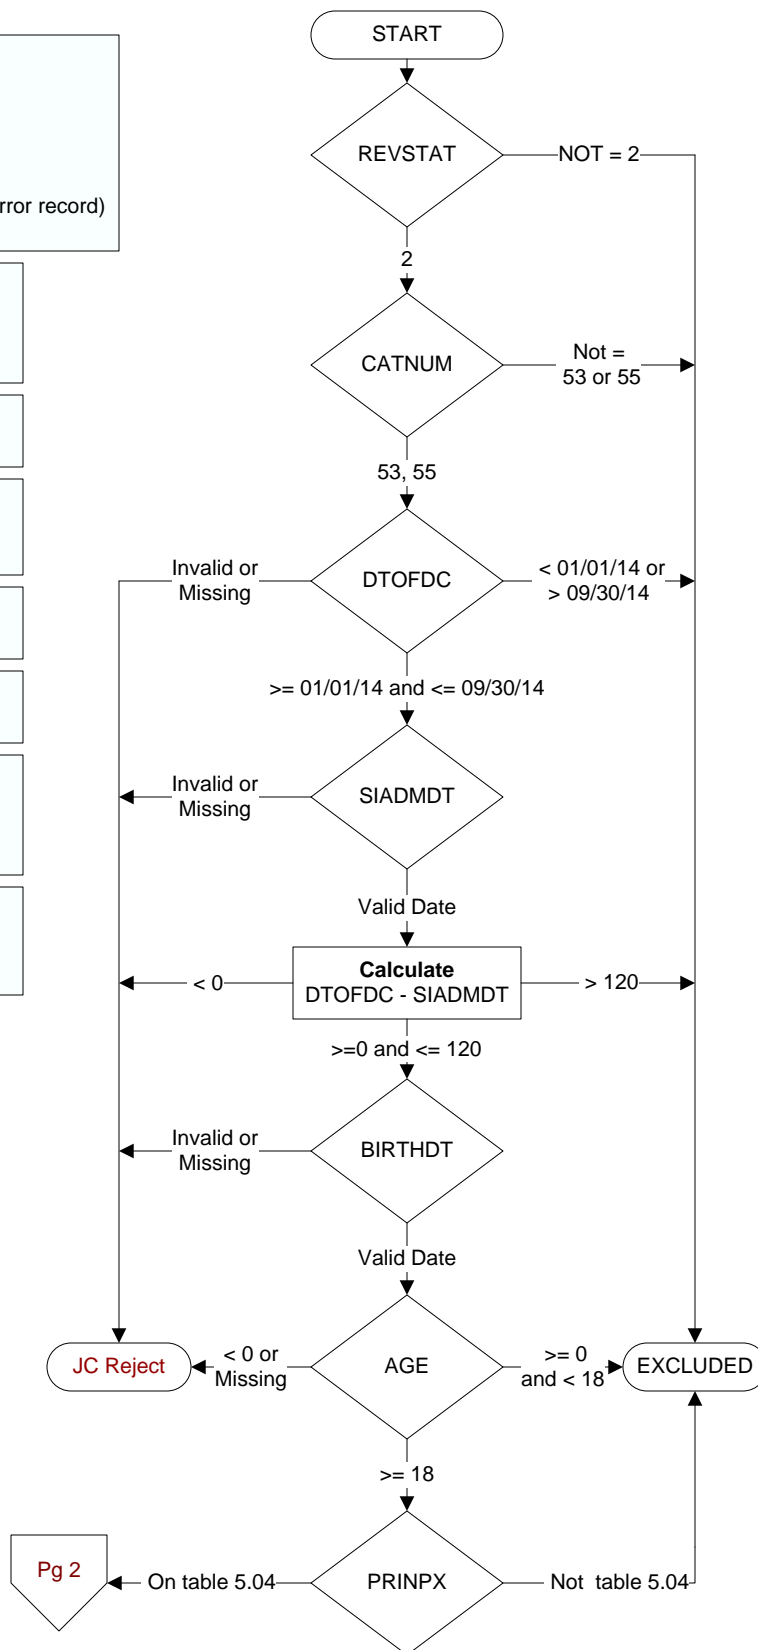 START
REVSTAT
NOT = 2
rror record)
2
CATNUM
Not =
53 or 55
53, 55
Invalid or
Missing
DTOFDC
< 01/01/14 or
> 09/30/14
>= 01/01/14 and <= 09/30/14
Invalid or
Missing
SIADMDT
Valid Date
< 0
Calculate
DTOFDC - SIADMDT
> 120
>=0 and <= 120
Invalid or
Missing
BIRTHDT
Valid Date
JC Reject
< 0 or
Missing
AGE
>= 0
and < 18
EXCLUDED
>= 18
Pg 2
On table 5.04
PRINPX
Not table 5.04